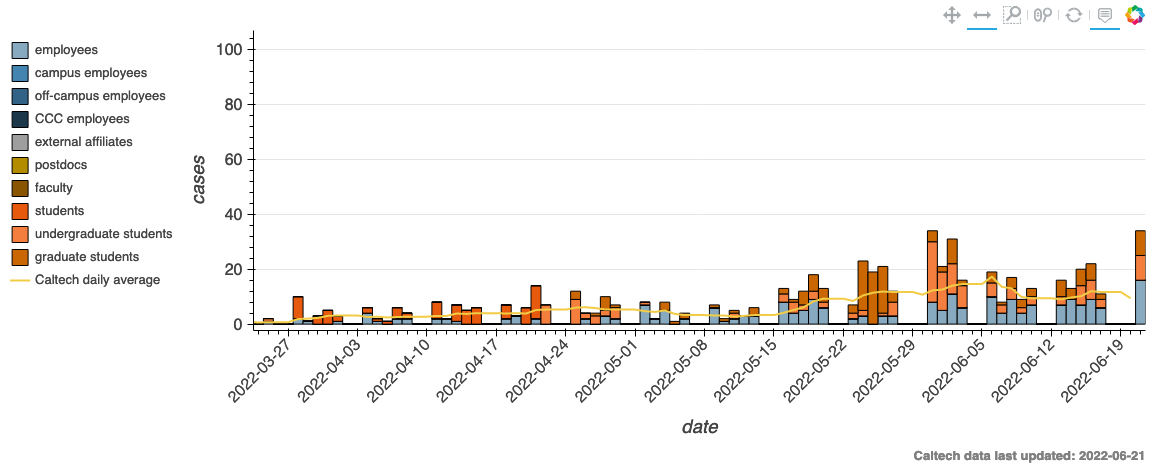 employees
campus employees
off-campus employees
CCC employees
external affiliates
postdocs
faculty
students
undergraduate students
graduate students
Caltech daily average
cases
100
80
60
40
20
0
2022-03-27
2022-04-03
2022-04-10
2022-04-17
2022-04-24
2022-05-01
2022-05-08
2022-05-15
2022-05-22
2022-05-29
2022-06-05
2022-06-12
2022-06-19
date
Caltech data last updated: 2022-06-21